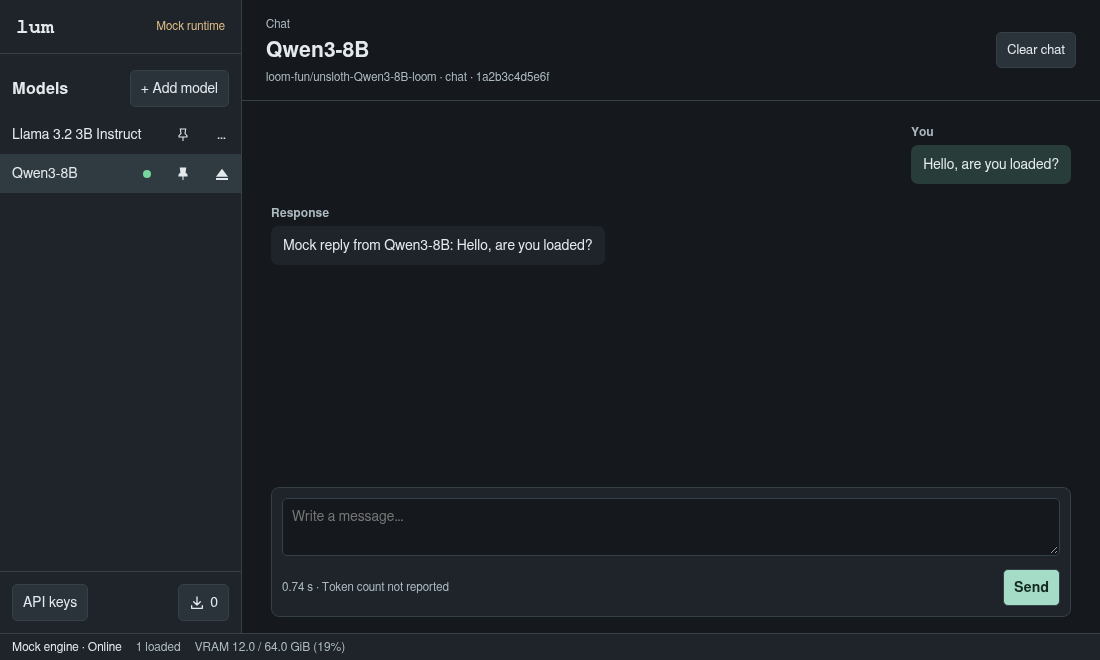 lum
Mock runtime
Models
+ Add model
Llama 3.2 3B Instruct
...
Qwen3-8B
API keys
0
Chat
Qwen3-8B
loom-fun/unsloth-Qwen3-8B-loom · chat · 1a2b3c4d5e6f
Clear chat
You
Hello, are you loaded?
Response
Mock reply from Qwen3-8B: Hello, are you loaded?
Write a message...
0.74 s · Token count not reported
Send
Mock engine · Online
1 loaded
VRAM 12.0 / 64.0 GiB (19%)